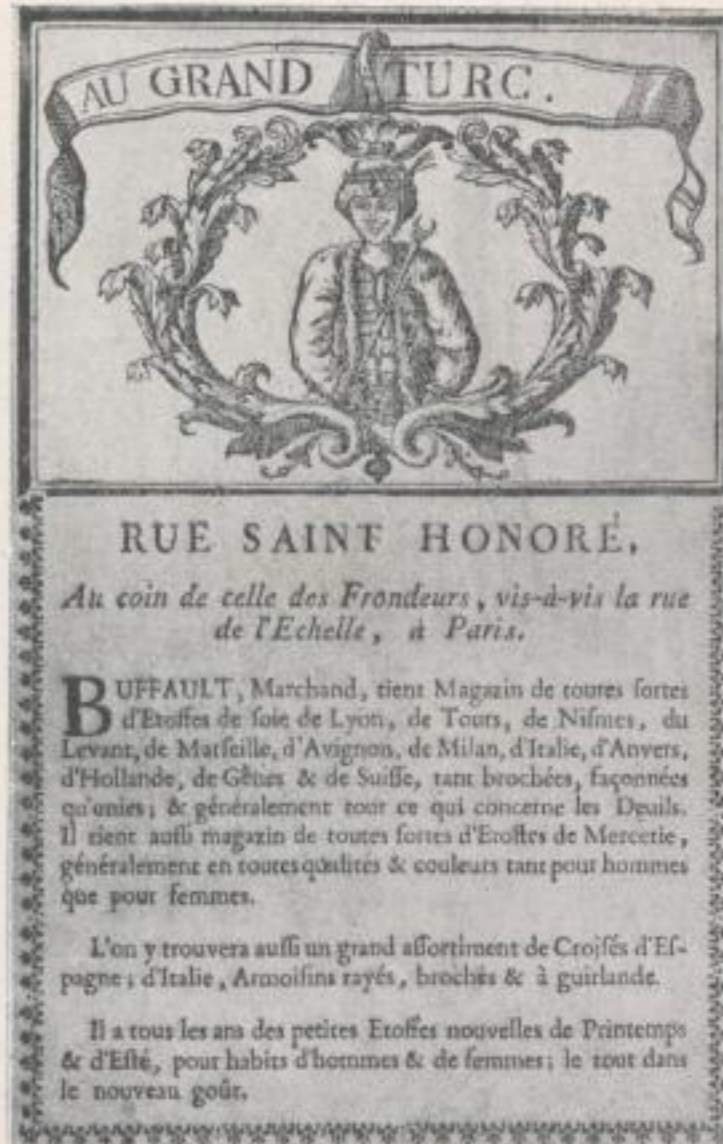 AU GRAND TURC.
RUE SAINT HONORÉ,
Au coin de celle des Frondeurs, vis-à-vis la rue
de l'Echelle, à Paris.
BUFFAULT, Marchand, tient Magazin de toutes sortes
d'Etoffes de soie de Lyon, de Tours, de Nismes, du
Levant, de Marseille, d'Avignon, de Milan, d'Italie, d'Anvers,
d'Hollande, de Gênes & de Suisse, tant brochées, façonnées
qu'unies; & généralement tout ce qui concerne les Deuils.
Il tient aussi magazin de toutes sortes d'Etoffes de Mercerie,
généralement en toutes qualités & couleurs tant pour hommes
que pour femmes.
L'on y trouvera aussi un grand assortiment de Croisés d'Es-
pagne; d'Italie, Armoisins rayés, brochés & à guirlande.
Il a tous les ans des petites Etoffes nouvelles de Printemps
& d'Esté, pour habits d'hommes & de femmes; le tout dans
le nouveau goût.